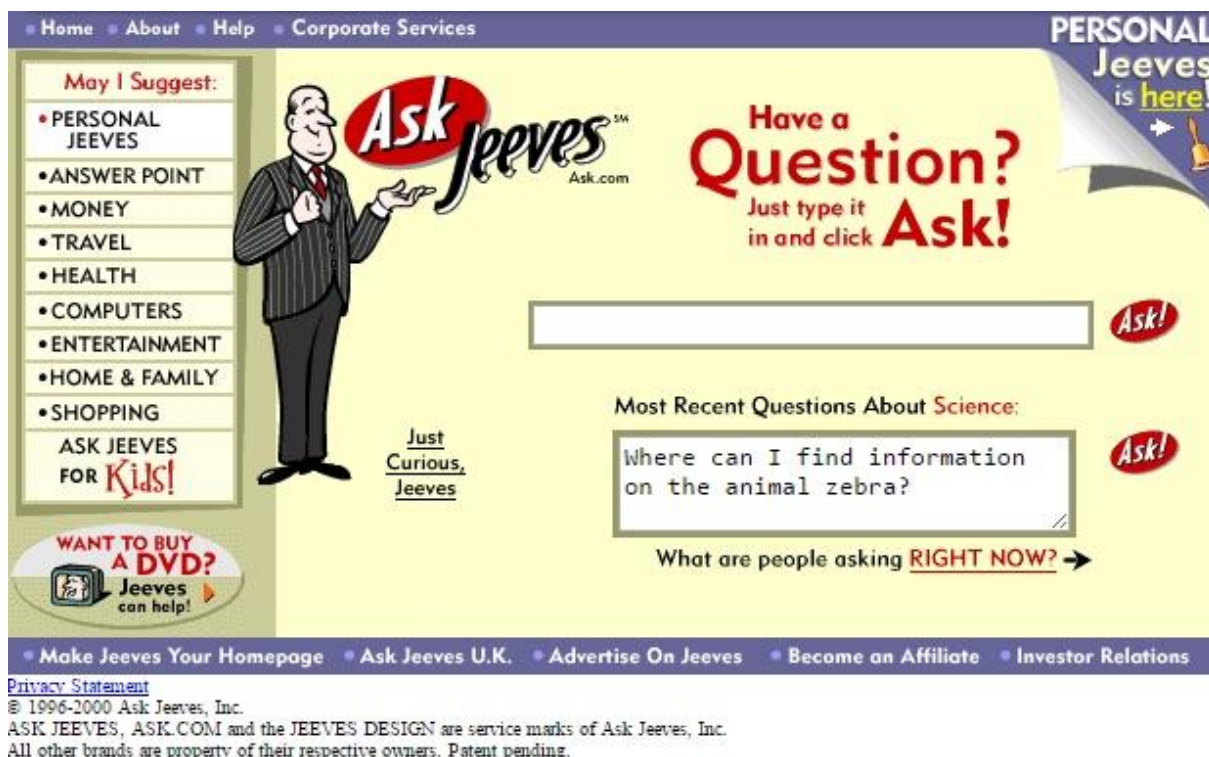 Home About Help Corporate Services
PERSONAL
Jeeves
is here!
May I Suggest:
PERSONAL
JEEVES
ANSWER POINT
MONEY
TRAVEL
HEALTH
COMPUTERS
ENTERTAINMENT
HOME & FAMILY
SHOPPING
ASK JEEVES
FOR Kids!
WANT TO BUY
A DVD?
Jeeves
can help!
Ask Jeeves SM
Ask.com
Just
Curious,
Jeeves
Have a
Question?
Just type it
in and click Ask!
Ask!
Most Recent Questions About Science:
Where can I find information
on the animal zebra?
Ask!
What are people asking RIGHT NOW?
Make Jeeves Your Homepage Ask Jeeves U.K. Advertise On Jeeves Become an Affiliate Investor Relations
Privacy Statement
© 1996-2000 Ask Jeeves, Inc.
ASK JEEVES, ASK.COM and the JEEVES DESIGN are service marks of Ask Jeeves, Inc.
All other brands are property of their respective owners. Patent pending.